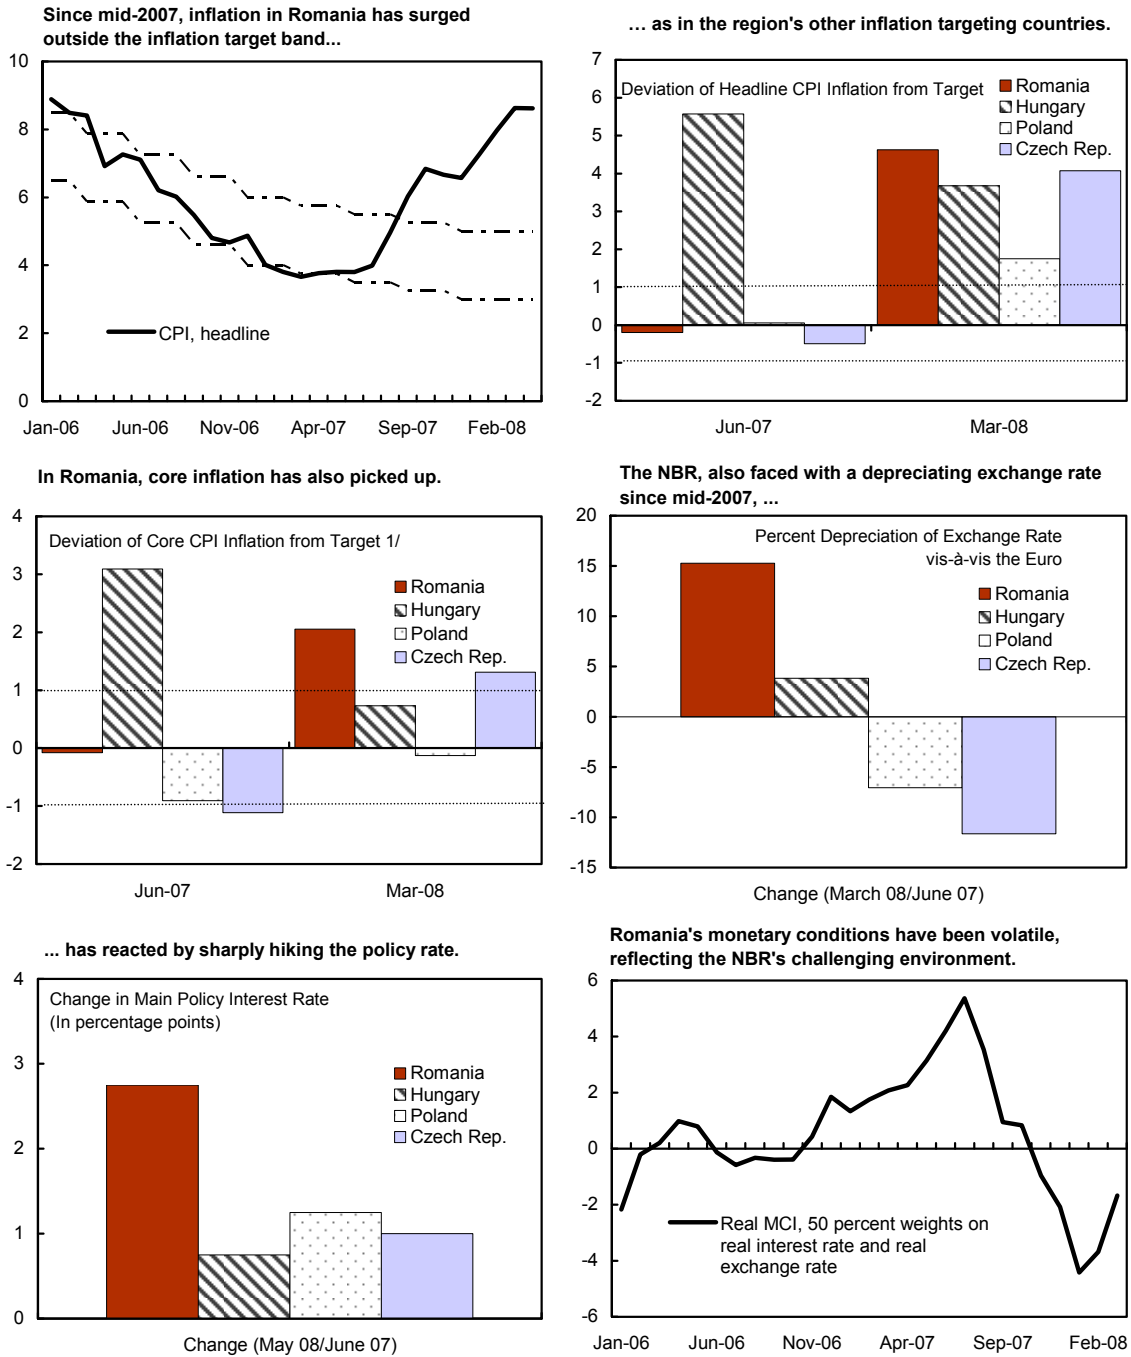 Since mid-2007, inflation in Romania has surged
outside the inflation target band...
10
8
6
4
2
0
CPI, headline
Jan-06 Jun-06 Nov-06 Apr-07 Sep-07 Feb-08
... as in the region's other inflation targeting countries.
7
6
5
4
3
2
1
0
-1
-2
Deviation of Headline CPI Inflation from Target
Romania
Hungary
Poland
Czech Rep.
Jun-07 Mar-08
In Romania, core inflation has also picked up.
4
3
2
1
0
-1
-2
Deviation of Core CPI Inflation from Target 1/
Romania
Hungary
Poland
Czech Rep.
Jun-07 Mar-08
The NBR, also faced with a depreciating exchange rate
since mid-2007, ...
20
15
10
5
0
-5
-10
-15
Percent Depreciation of Exchange Rate
vis-à-vis the Euro
Romania
Hungary
Poland
Czech Rep.
Change (March 08/June 07)
... has reacted by sharply hiking the policy rate.
4
3
2
1
0
Change in Main Policy Interest Rate
(In percentage points)
Romania
Hungary
Poland
Czech Rep.
Change (May 08/June 07)
Romania's monetary conditions have been volatile,
reflecting the NBR's challenging environment.
6
4
2
0
-2
-4
-6
Real MCI, 50 percent weights on
real interest rate and real
exchange rate
Jan-06 Jun-06 Nov-06 Apr-07 Sep-07 Feb-08